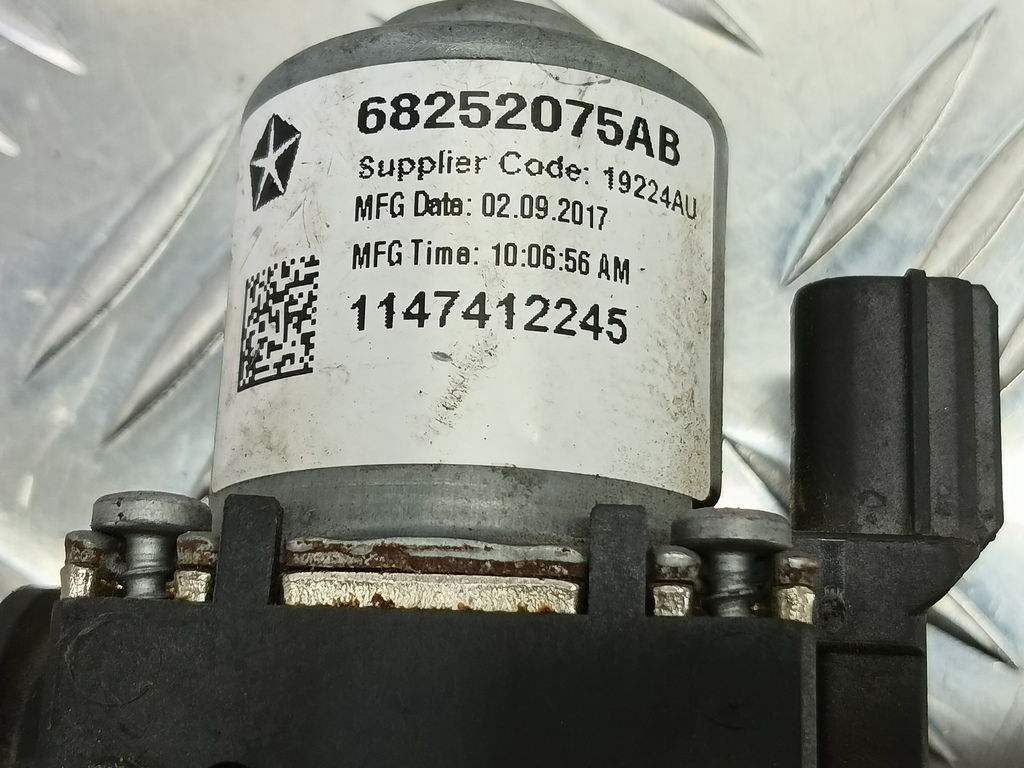 68252075AB
Supplier Code: 19224AU
MFG Date: 02.09.2017
MFG Time: 10:06:56 AM
1147412245